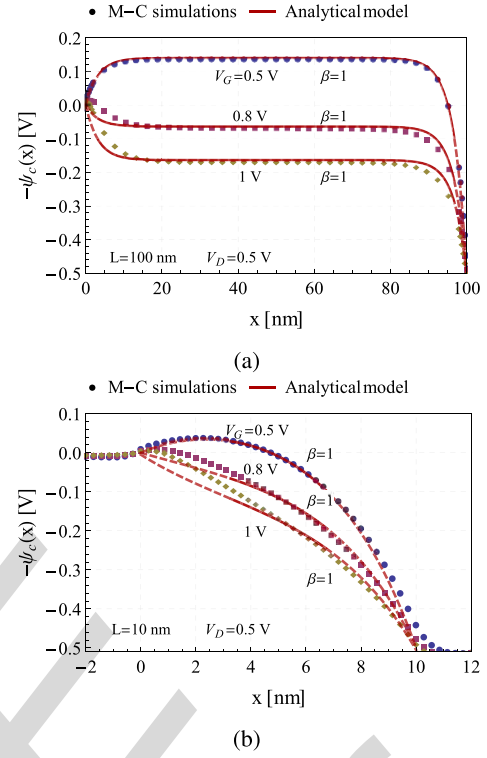 ● M−C simulations — Analytical model
0.2
0.1
0.0
−0.1
−0.2
−0.3
−0.4
−0.5
−ψc(x) [V]
VG=0.5 V β=1
0.8 V β=1
1 V β=1
L=100 nm VD=0.5 V
0 20 40 60 80 100
x [nm]
(a)
● M−C simulations — Analytical model
0.1
0.0
−0.1
−0.2
−0.3
−0.4
−0.5
−ψc(x) [V]
VG=0.5 V
β=1
0.8 V
β=1
1 V
β=1
L=10 nm VD=0.5 V
−2 0 2 4 6 8 10 12
x [nm]
(b)